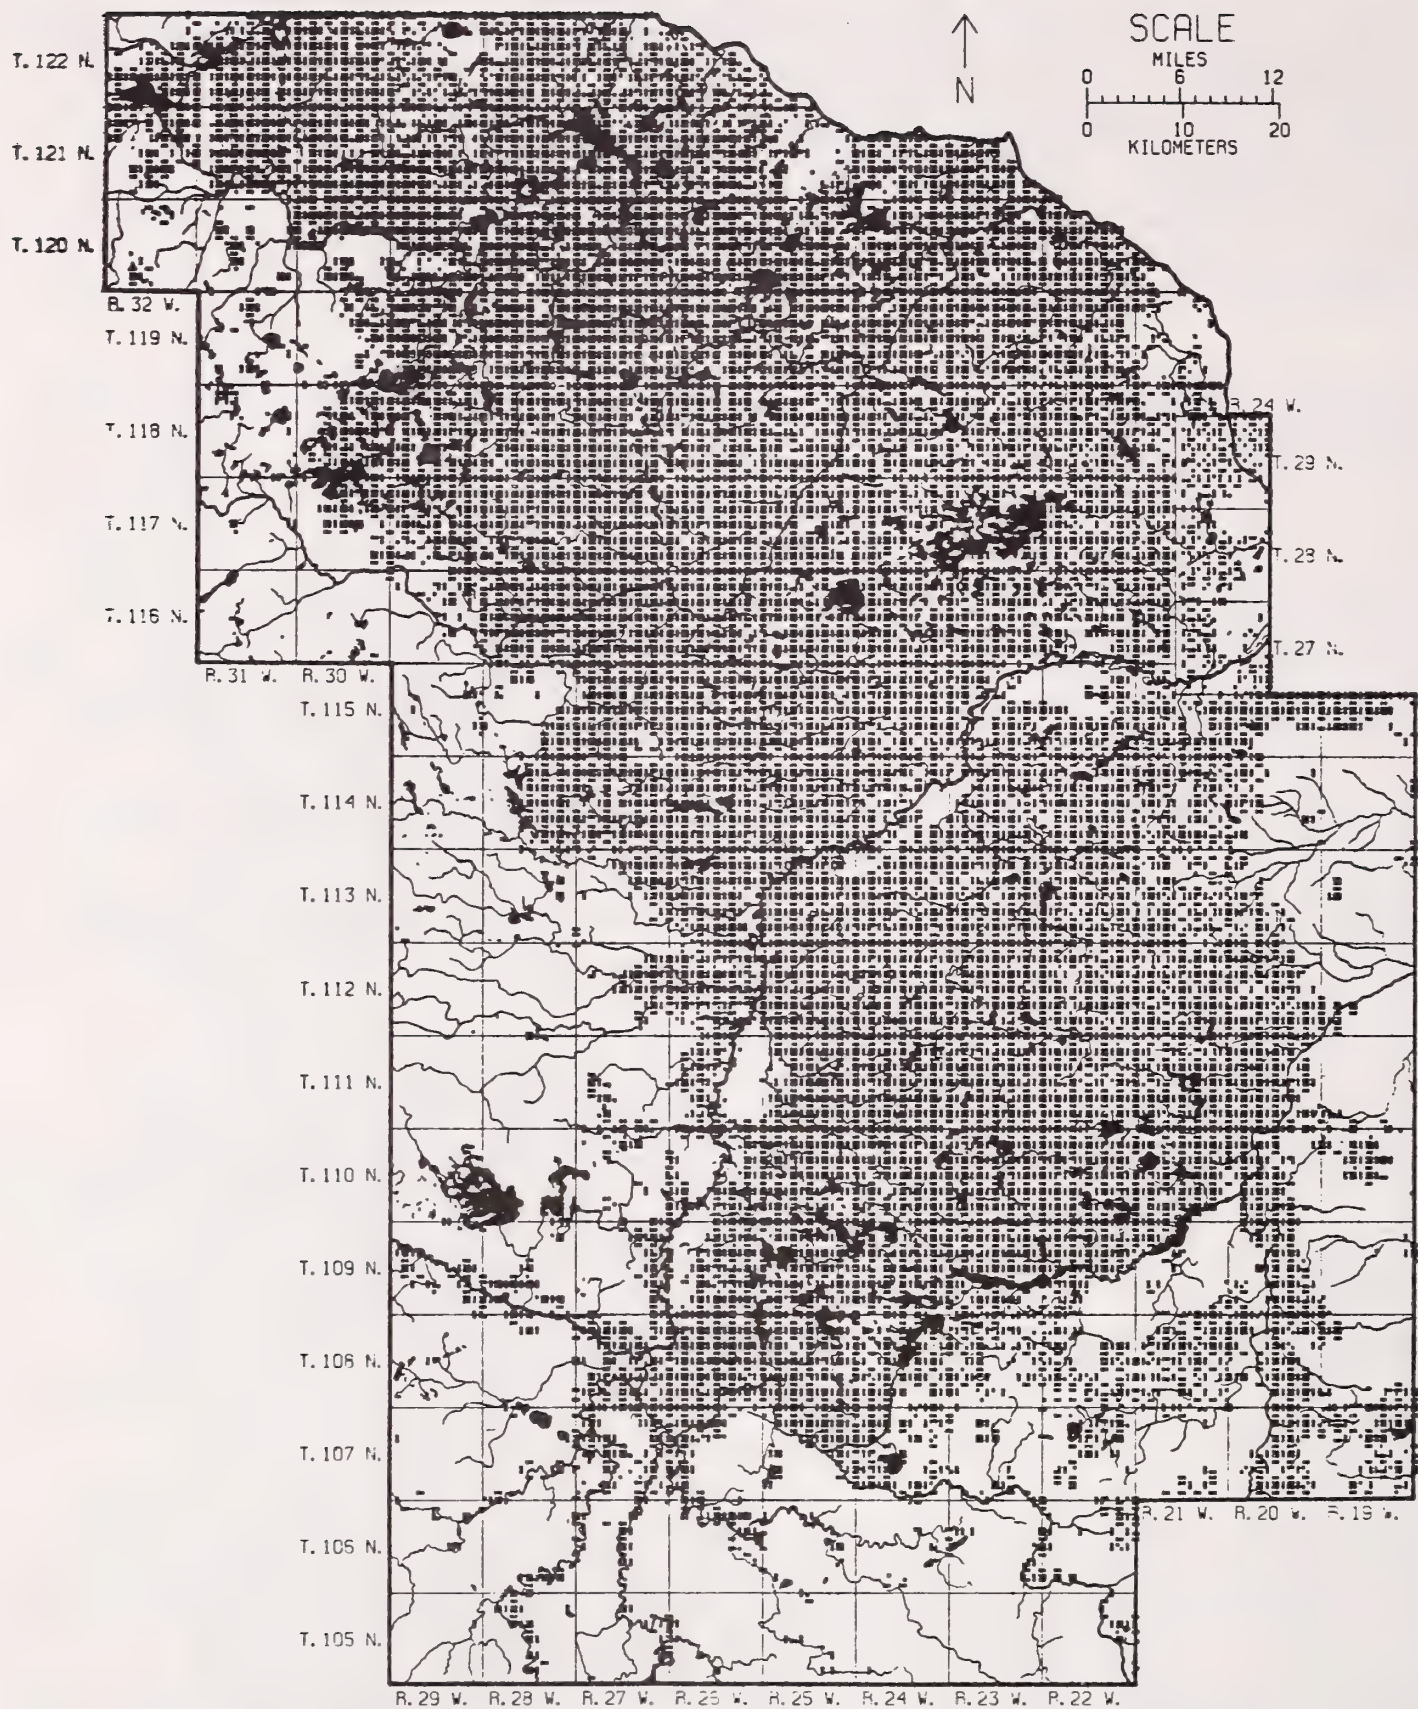 SCALE
MILES
0 6 12
0 10 20
KILOMETERS
N
T.122 N.
T.121 N.
T.120 N.
R.32 W.
T.119 N.
T.118 N.
R.24 W.
T.29 N.
T.117 N.
T.28 N.
T.116 N.
T.27 N.
R.31 W. R.30 W.
T.115 N.
T.114 N.
T.113 N.
T.112 N.
T.111 N.
T.110 N.
T.109 N.
T.108 N.
T.107 N.
R.21 W. R.20 W. R.19 W.
T.106 N.
T.105 N.
R.29 W. R.28 W. R.27 W. R.26 W. R.25 W. R.24 W. R.23 W. R.22 W.